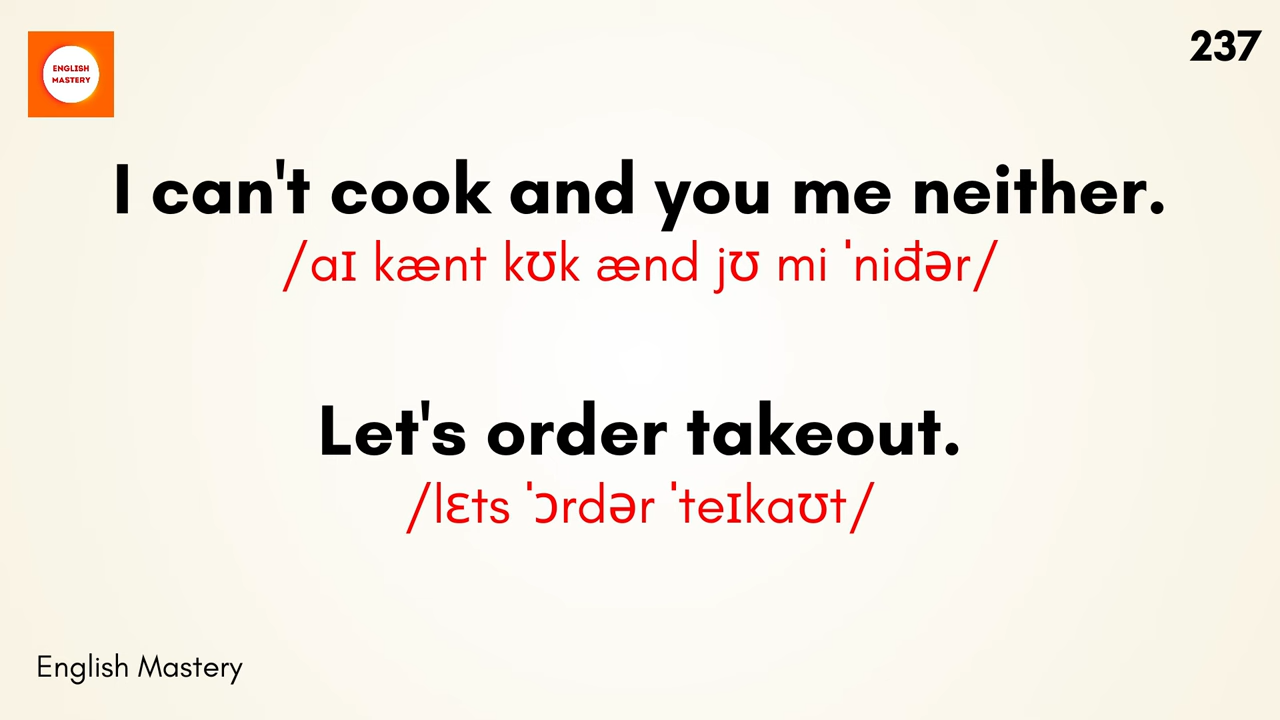 ENGLISH
MASTERY
237
I can't cook and you me neither.
/aɪ kænt kʊk ænd jʊ mi ˈniđər/
Let's order takeout.
/lɛts ˈɔrdər ˈteɪkaʊt/
English Mastery